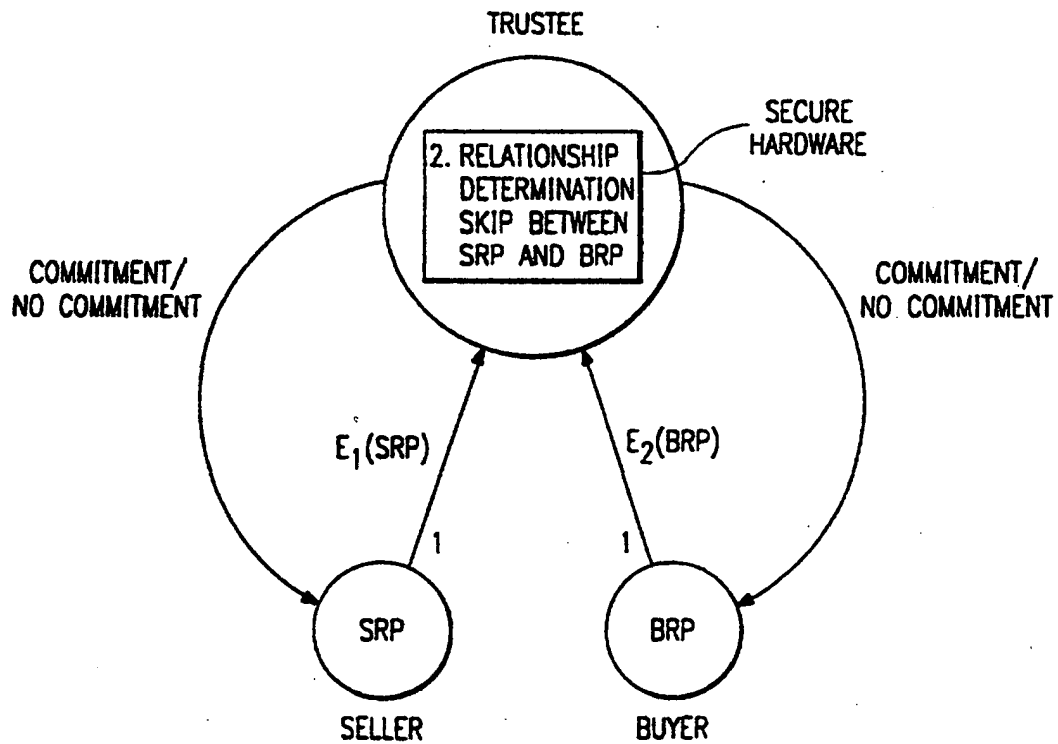 TRUSTEE
SECURE
HARDWARE
2. RELATIONSHIP
DETERMINATION
SKIP BETWEEN
SRP AND BRP
COMMITMENT/
NO COMMITMENT
COMMITMENT/
NO COMMITMENT
E1(SRP)
E2(BRP)
1
1
SRP
BRP
SELLER
BUYER